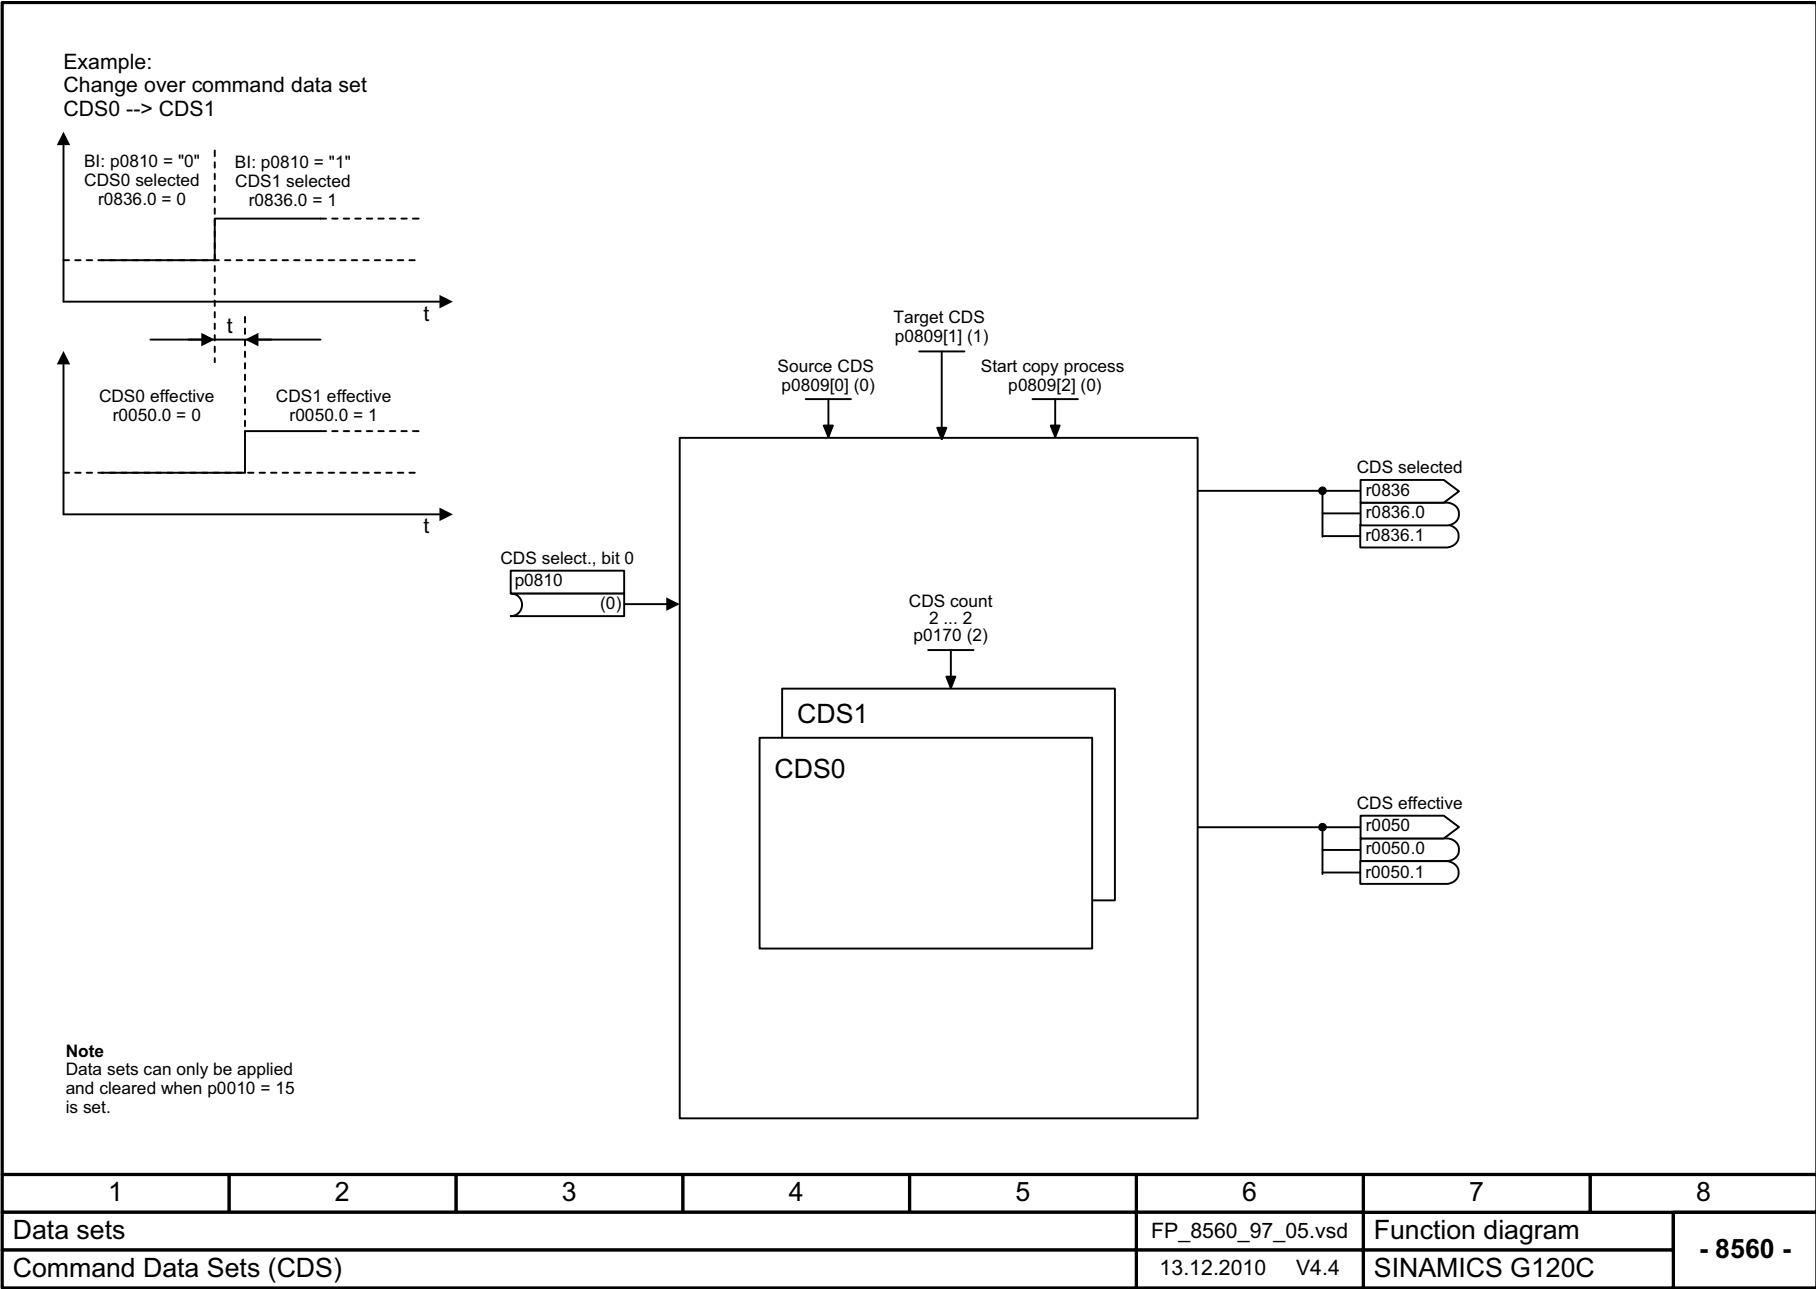 Example:
Change over command data set
CDS0 --> CDS1
BI: p0810 = "0"
CDS0 selected
r0836.0 = 0
BI: p0810 = "1"
CDS1 selected
r0836.0 = 1
t
t
CDS0 effective
r0050.0 = 0
CDS1 effective
r0050.0 = 1
t
Target CDS
p0809[1] (1)
Source CDS
p0809[0] (0)
Start copy process
p0809[2] (0)
CDS selected
r0836
r0836.0
r0836.1
CDS select., bit 0
p0810
(0)
CDS count
2 ... 2
p0170 (2)
CDS1
CDS0
CDS effective
r0050
r0050.0
r0050.1
Note
Data sets can only be applied
and cleared when p0010 = 15
is set.
1 2 3 4 5 6 7 8
Data sets
FP_8560_97_05.vsd
Function diagram
- 8560 -
Command Data Sets (CDS)
13.12.2010 V4.4
SINAMICS G120C